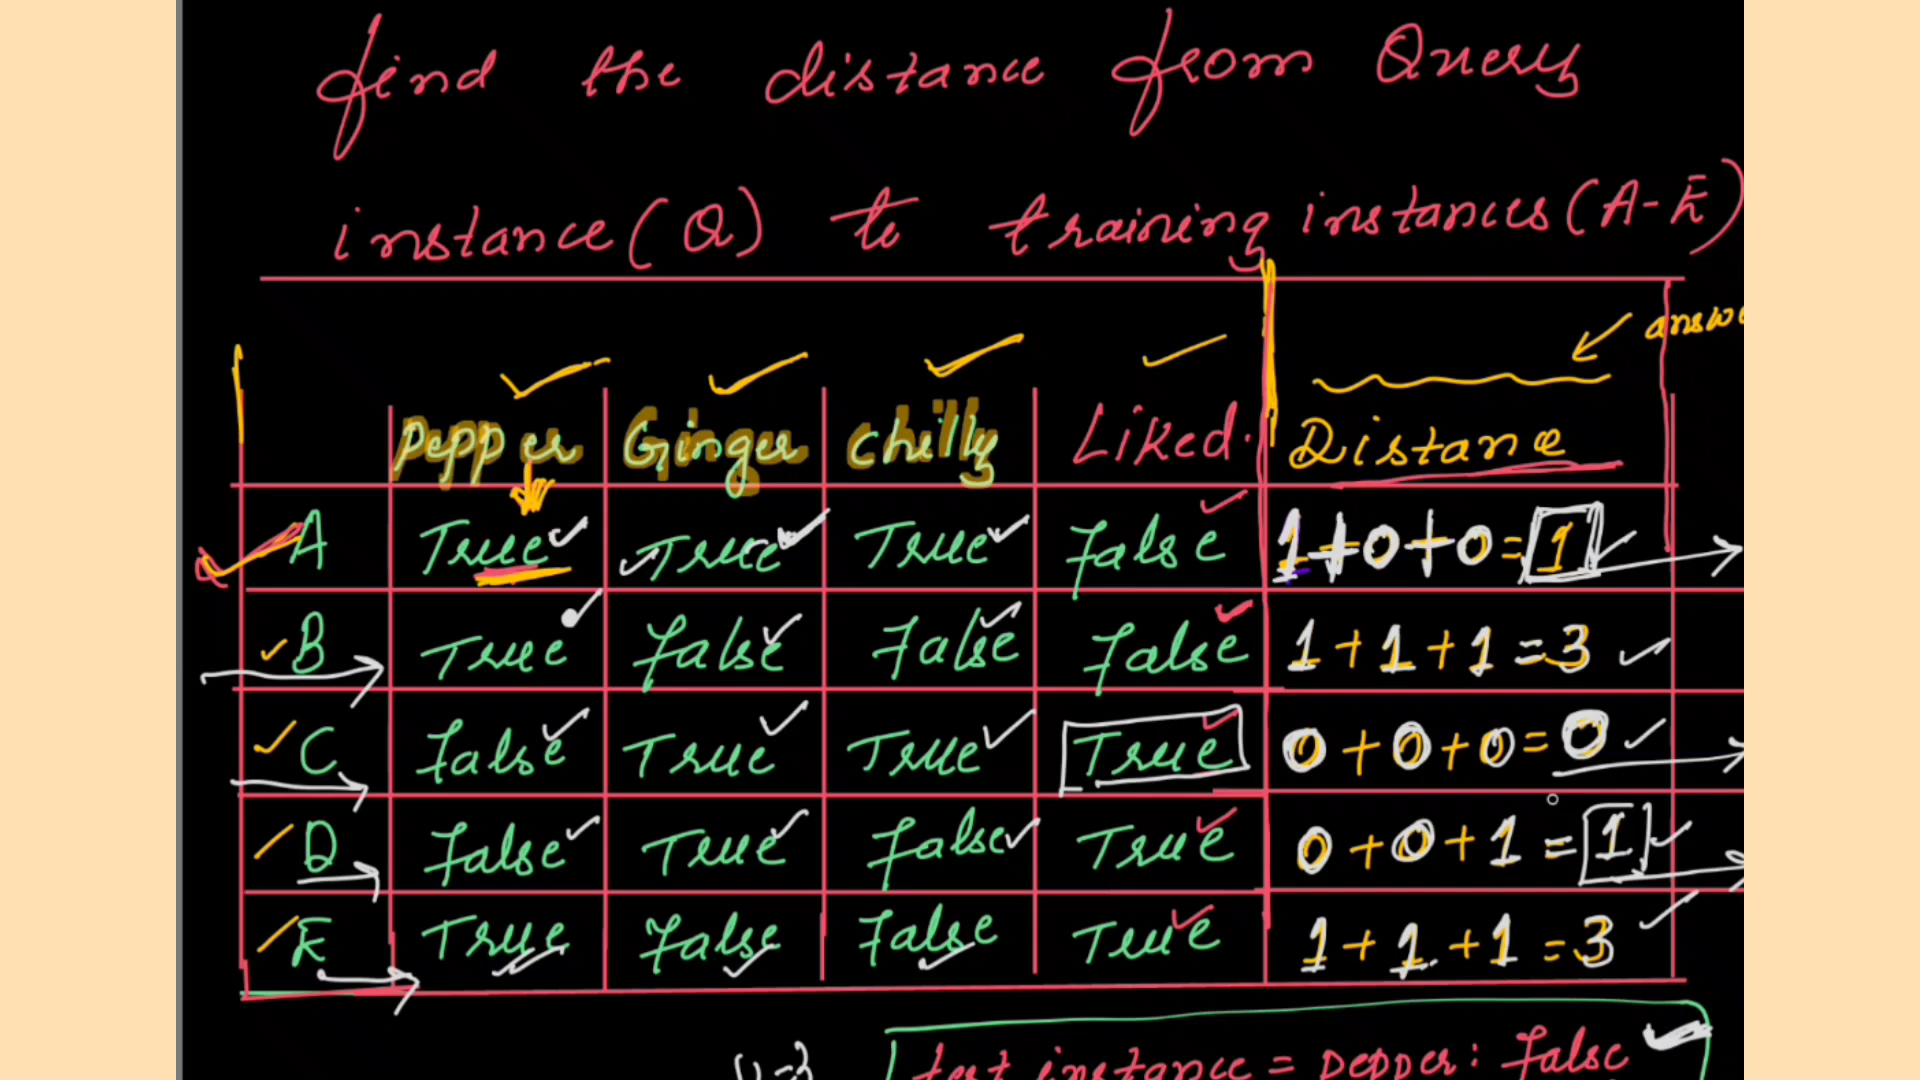 find the distance from Query
instance(Q) to training instances(A-E)
answ
Pepper Ginger chilly Liked. Distance
A True True True false 1+0+0=1
B True false false false 1+1+1=3
C false True True True 0+0+0=0
D false True false True 0+0+1=1
E True false false True 1+1+1=3
test instance = pepper: false